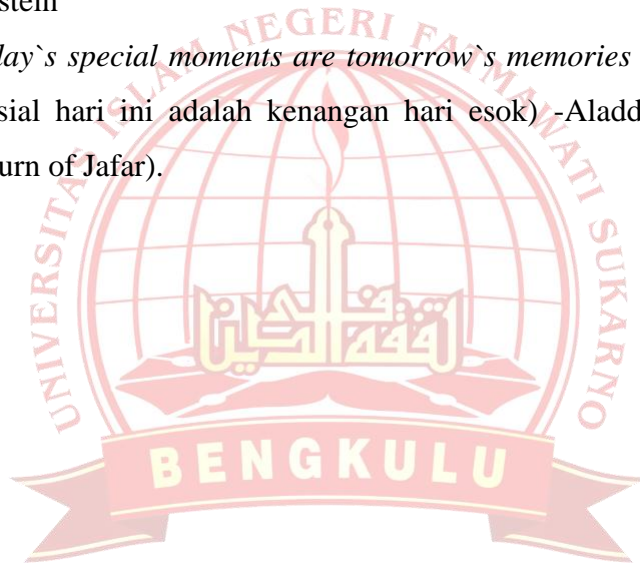 stein
day`s special moments are tomorrow`s memories
sial hari ini adalah kenangan hari esok) -Aladd
urn of Jafar).
UNIVERSITAS ISLAM NEGERI FATMAWATI SUKARNO
BENGKULU